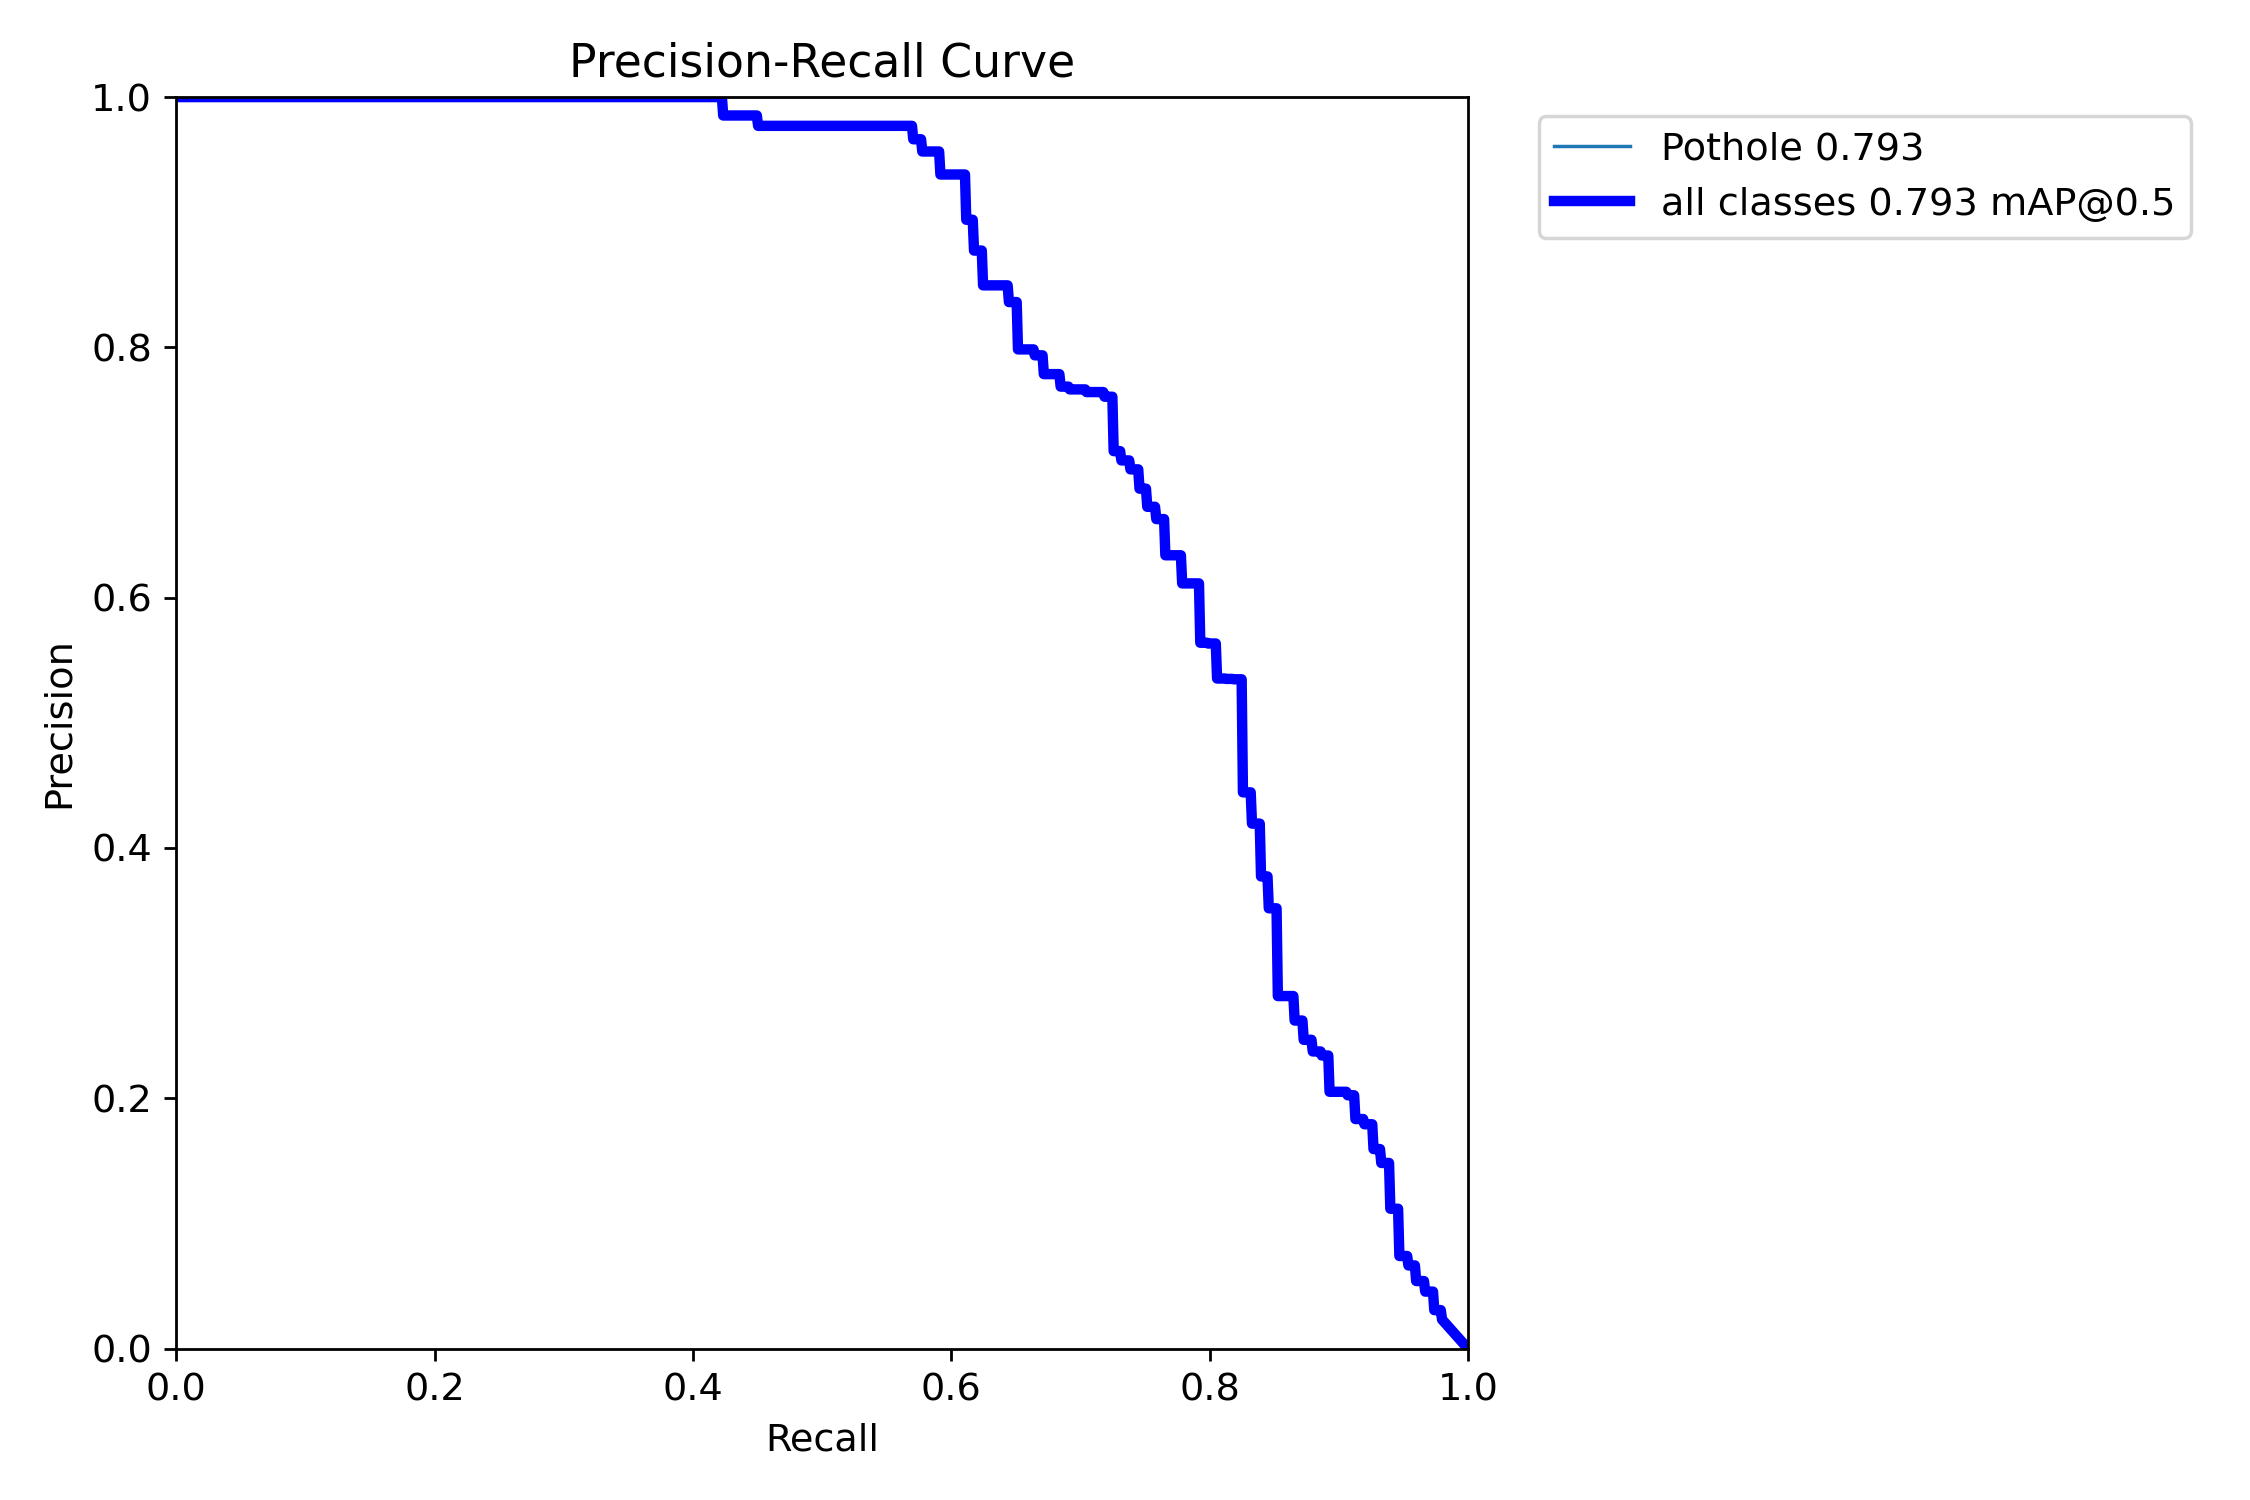 Precision-Recall Curve
1.0
0.8
0.6
0.4
0.2
0.0
Precision
0.0 0.2 0.4 0.6 0.8 1.0
Recall
Pothole 0.793
all classes 0.793 mAP@0.5